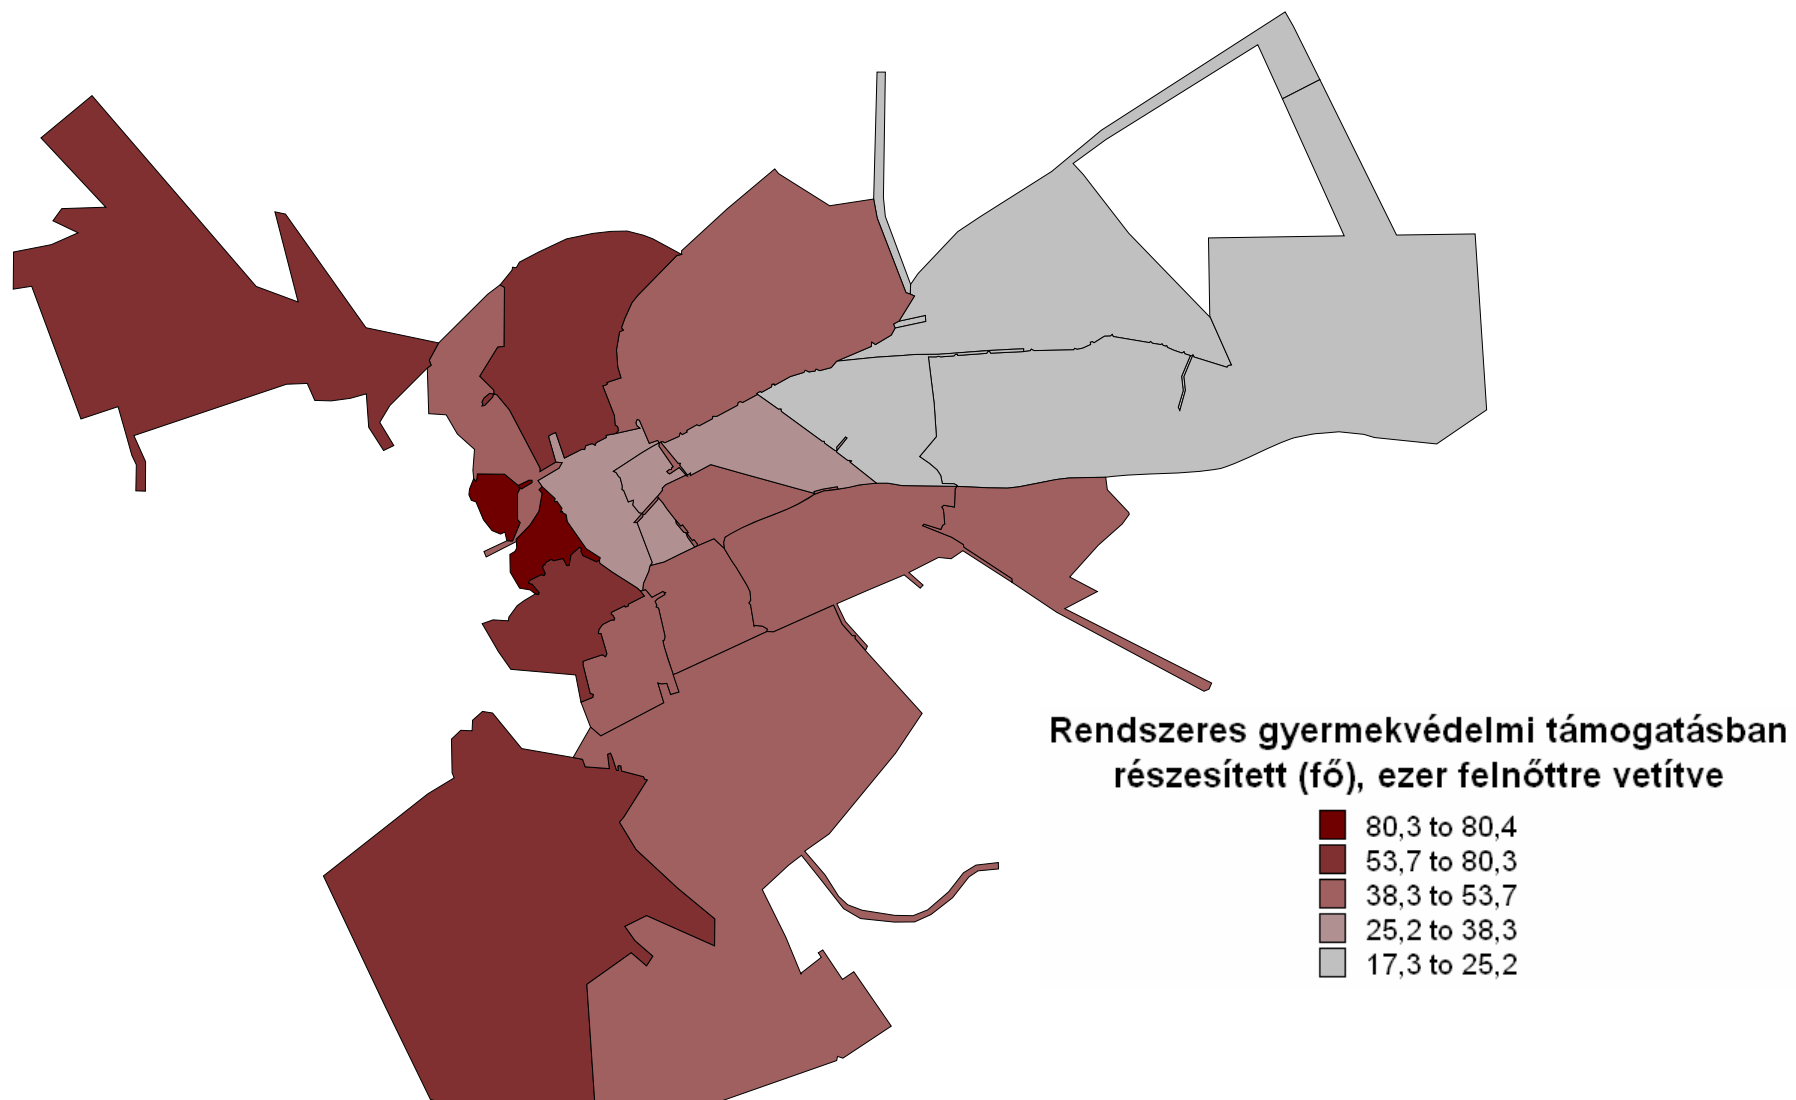 Rendszeres gyermekvédelmi támogatásban
részesített (fő), ezer felnőttre vetítve
80,3 to 80,4
53,7 to 80,3
38,3 to 53,7
25,2 to 38,3
17,3 to 25,2